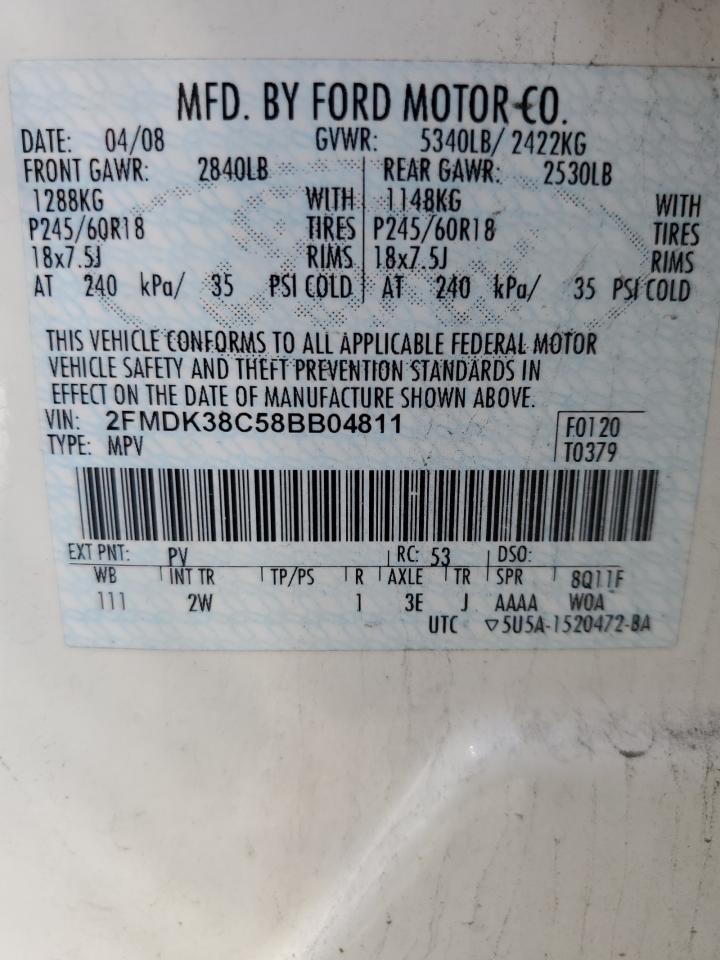 MFD. BY FORD MOTOR CO.
DATE: 04/08 GVWR: 5340LB/ 2422KG
FRONT GAWR: 2840LB REAR GAWR: 2530LB
1288KG WITH 1148KG WITH
P245/60R18 TIRES P245/60R18 TIRES
18x7.5J RIMS 18x7.5J RIMS
AT 240 kPa/ 35 PSI COLD AT 240 kPa/ 35 PSI COLD
THIS VEHICLE CONFORMS TO ALL APPLICABLE FEDERAL MOTOR
VEHICLE SAFETY AND THEFT PREVENTION STANDARDS IN
EFFECT ON THE DATE OF MANUFACTURE SHOWN ABOVE.
VIN: 2FMDK38C58BB04811 F0120
TYPE: MPV T0379
EXT PNT: PV RC: 53 DSO:
WB INT TR TP/PS R AXLE TR SPR 8Q11F
111 2W 1 3E J AAAA WOA
UTC ▽5U5A-1520472-BA